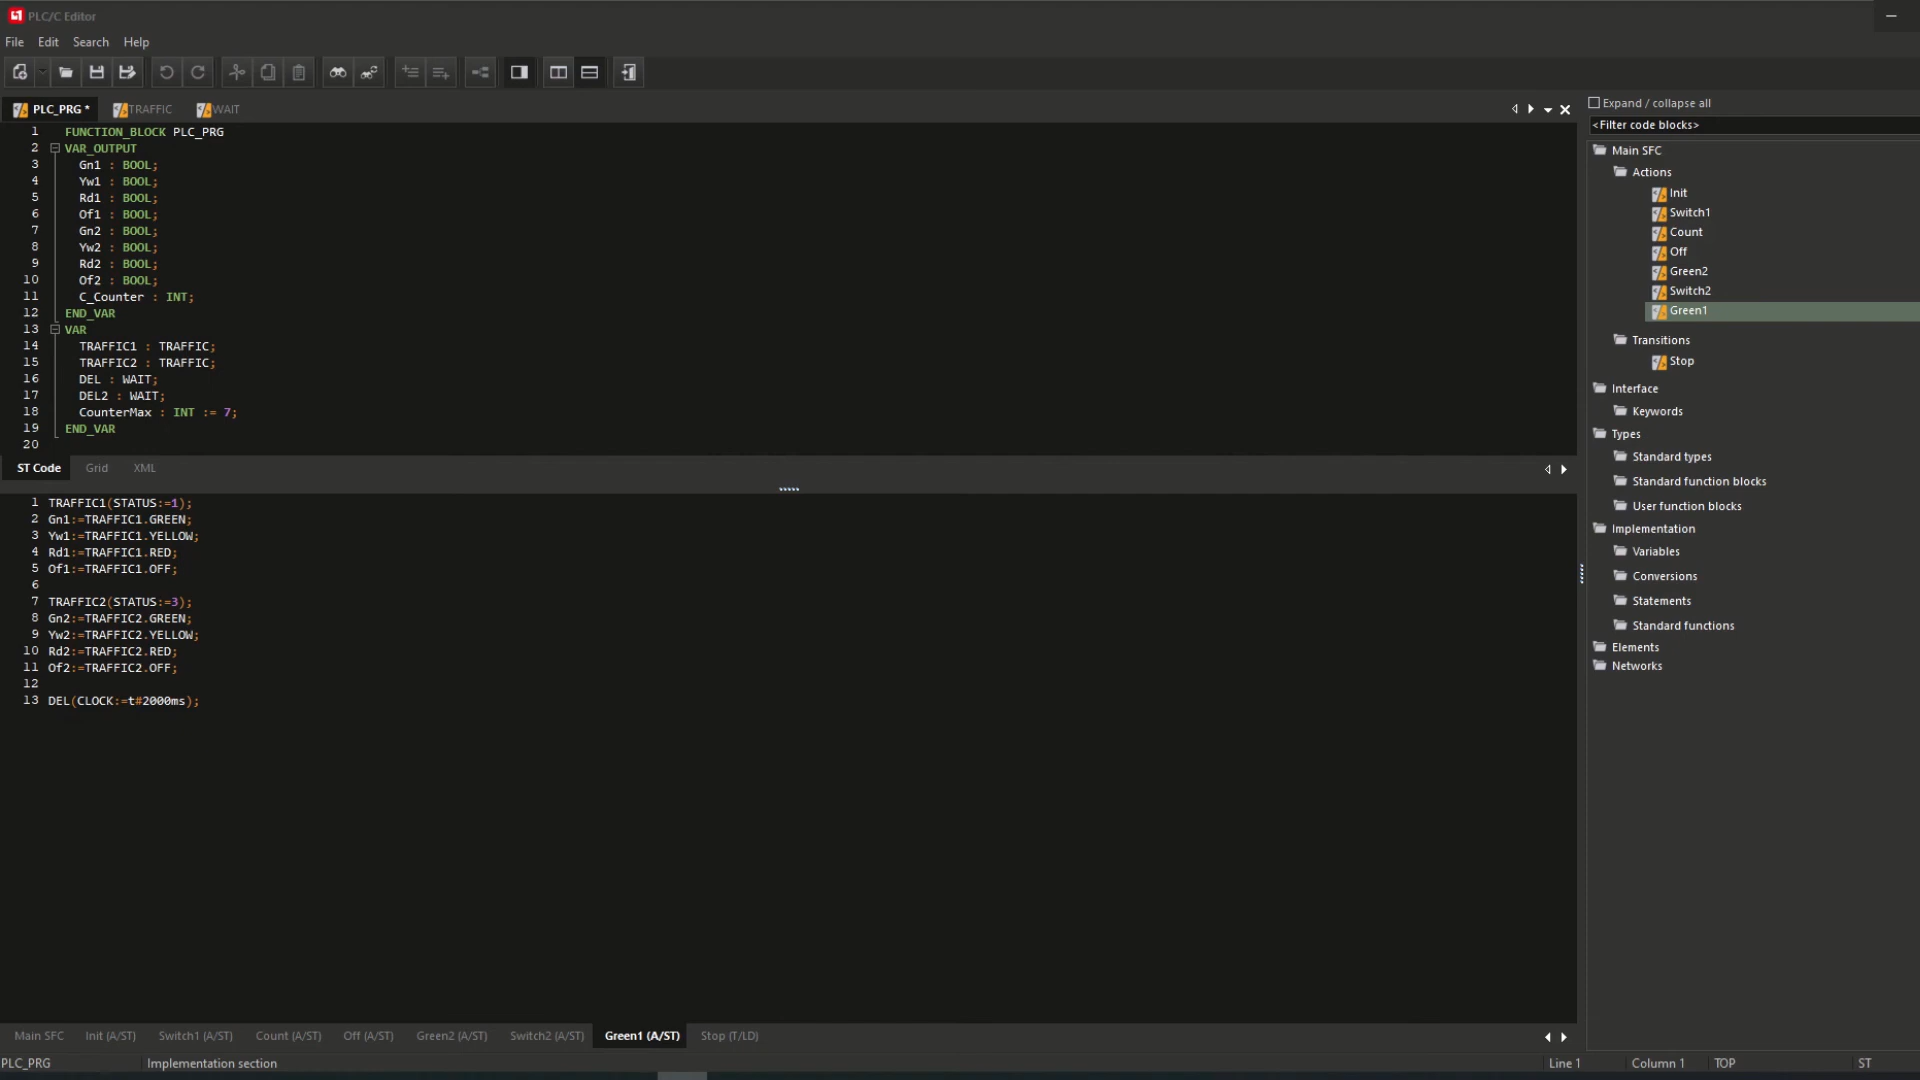 PLC/C Editor
File Edit Search Help
PLC_PRG * TRAFFIC WAIT
1 FUNCTION_BLOCK PLC_PRG
2 VAR_OUTPUT
3 Gn1 : BOOL;
4 Yw1 : BOOL;
5 Rd1 : BOOL;
6 Of1 : BOOL;
7 Gn2 : BOOL;
8 Yw2 : BOOL;
9 Rd2 : BOOL;
10 Of2 : BOOL;
11 C_Counter : INT;
12 END_VAR
13 VAR
14 TRAFFIC1 : TRAFFIC;
15 TRAFFIC2 : TRAFFIC;
16 DEL : WAIT;
17 DEL2 : WAIT;
18 CounterMax : INT := 7;
19 END_VAR
20
ST Code Grid XML
1 TRAFFIC1(STATUS:=1);
2 Gn1:=TRAFFIC1.GREEN;
3 Yw1:=TRAFFIC1.YELLOW;
4 Rd1:=TRAFFIC1.RED;
5 Of1:=TRAFFIC1.OFF;
6
7 TRAFFIC2(STATUS:=3);
8 Gn2:=TRAFFIC2.GREEN;
9 Yw2:=TRAFFIC2.YELLOW;
10 Rd2:=TRAFFIC2.RED;
11 Of2:=TRAFFIC2.OFF;
12
13 DEL(CLOCK:=t#2000ms);
Main SFC Init (A/ST) Switch1 (A/ST) Count (A/ST) Off (A/ST) Green2 (A/ST) Switch2 (A/ST) Green1 (A/ST) Stop (T/LD)
Expand / collapse all
<Filter code blocks>
Main SFC
Actions
Init
Switch1
Count
Off
Green2
Switch2
Green1
Transitions
Stop
Interface
Keywords
Types
Standard types
Standard function blocks
User function blocks
Implementation
Variables
Conversions
Statements
Standard functions
Elements
Networks
PLC_PRG Implementation section Line 1 Column 1 TOP ST